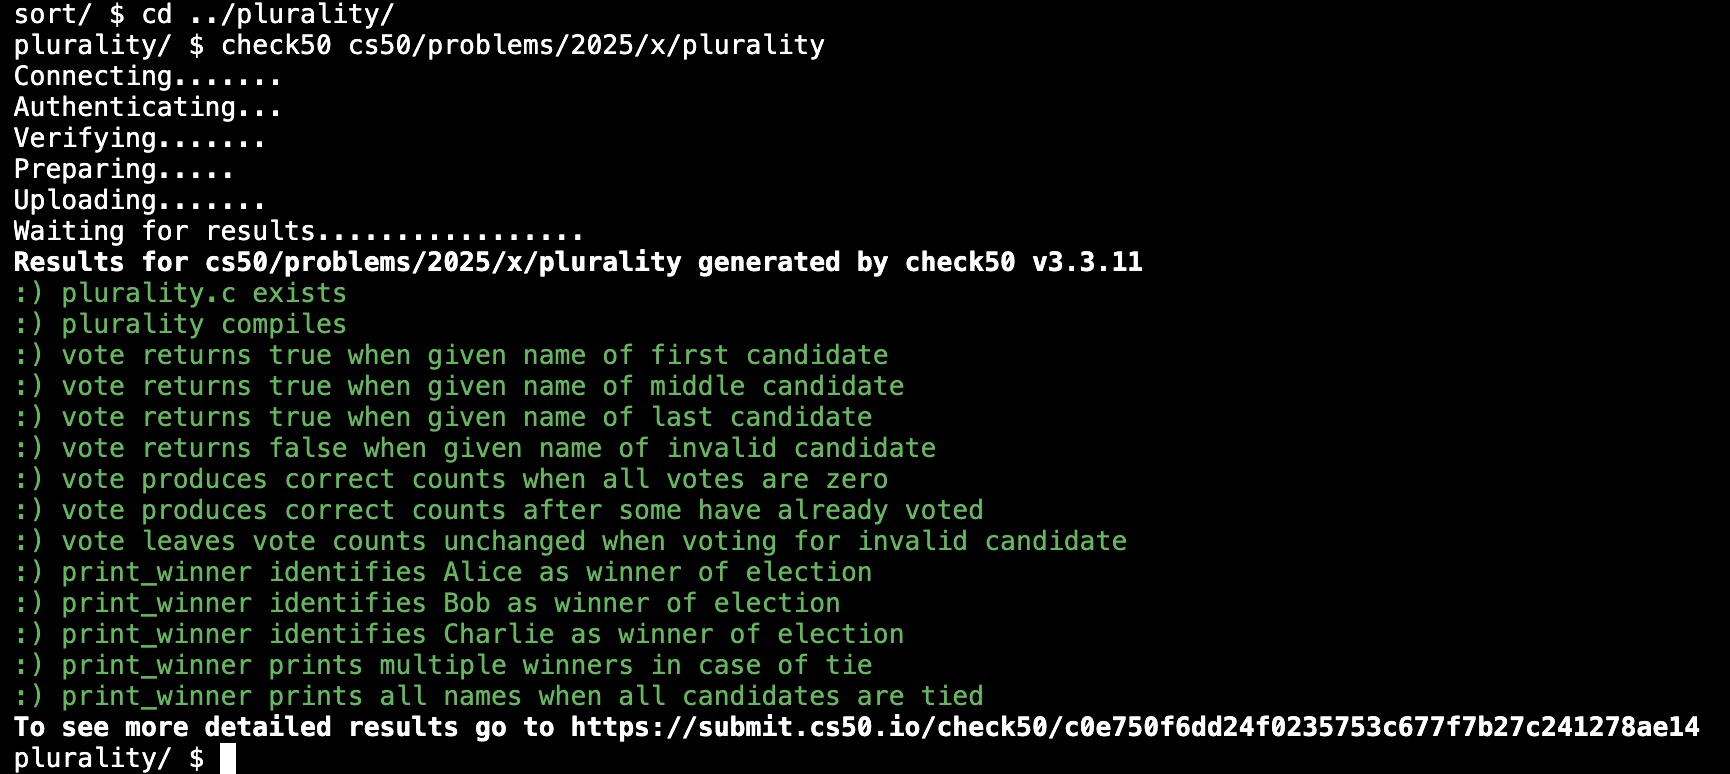 sort/ $ cd ../plurality/
plurality/ $ check50 cs50/problems/2025/x/plurality
Connecting.......
Authenticating...
Verifying.......
Preparing.....
Uploading.......
Waiting for results.................
Results for cs50/problems/2025/x/plurality generated by check50 v3.3.11
:) plurality.c exists
:) plurality compiles
:) vote returns true when given name of first candidate
:) vote returns true when given name of middle candidate
:) vote returns true when given name of last candidate
:) vote returns false when given name of invalid candidate
:) vote produces correct counts when all votes are zero
:) vote produces correct counts after some have already voted
:) vote leaves vote counts unchanged when voting for invalid candidate
:) print_winner identifies Alice as winner of election
:) print_winner identifies Bob as winner of election
:) print_winner identifies Charlie as winner of election
:) print_winner prints multiple winners in case of tie
:) print_winner prints all names when all candidates are tied
To see more detailed results go to https://submit.cs50.io/check50/c0e750f6dd24f0235753c677f7b27c241278ae14
plurality/ $